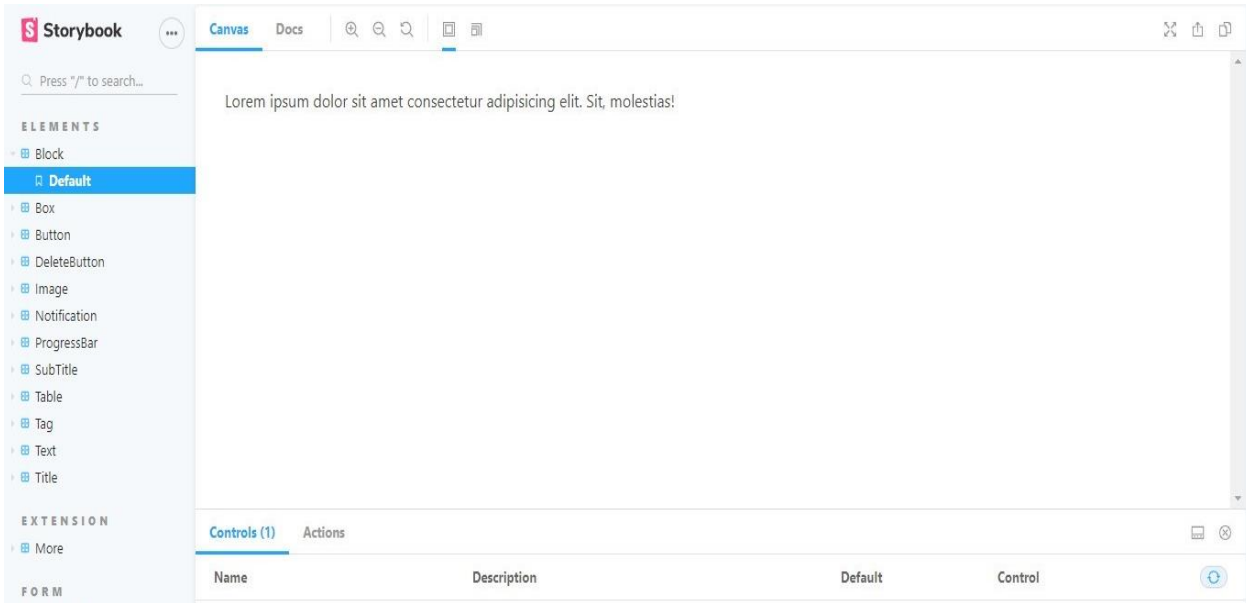 Storybook
Press "/" to search...
ELEMENTS
Block
Default
Box
Button
DeleteButton
Image
Notification
ProgressBar
SubTitle
Table
Tag
Text
Title
EXTENSION
More
FORM
Canvas Docs
Lorem ipsum dolor sit amet consectetur adipisicing elit. Sit, molestias!
Controls (1) Actions
Name Description Default Control